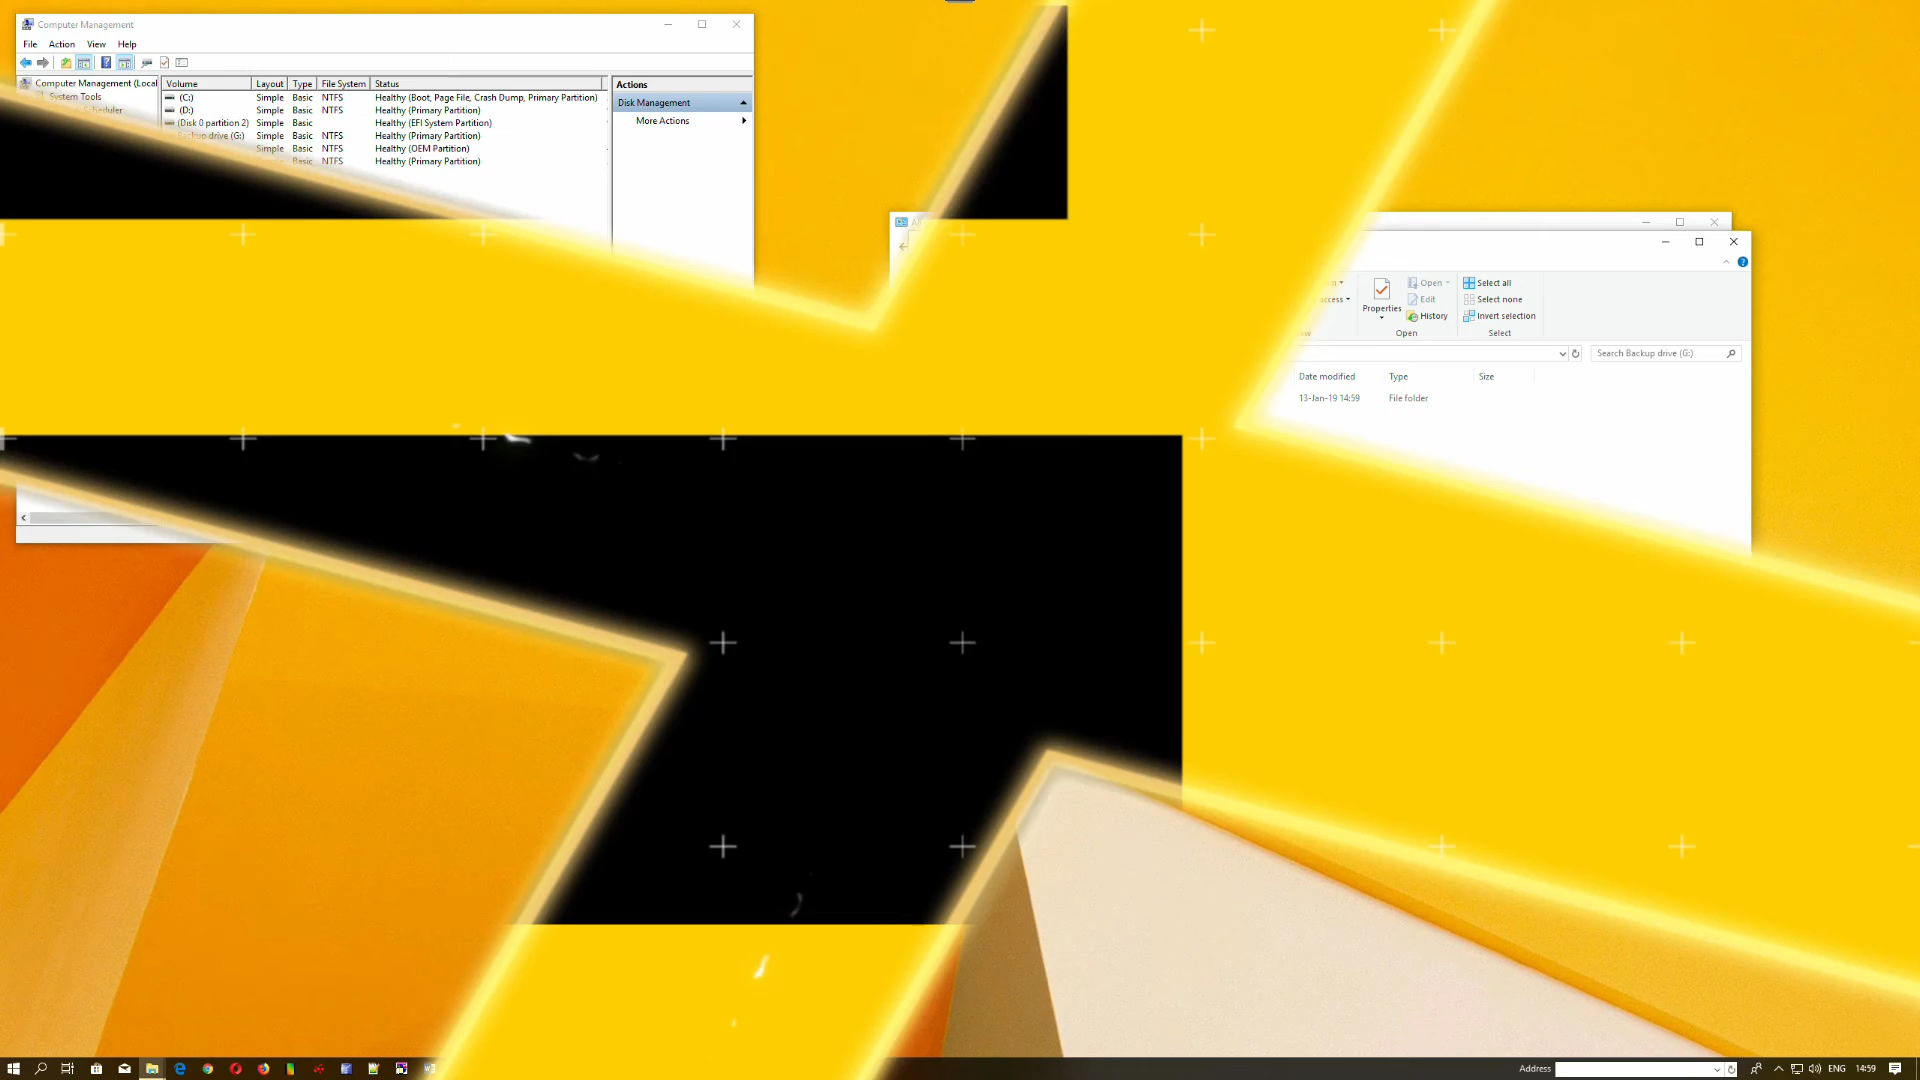 Computer Management
File Action View Help
Computer Management (Local
System Tools
Scheduler
Volume Layout Type File System Status
(C:) Simple Basic NTFS Healthy (Boot, Page File, Crash Dump, Primary Partition)
(D:) Simple Basic NTFS Healthy (Primary Partition)
(Disk 0 partition 2) Simple Basic Healthy (EFI System Partition)
Backup drive (G:) Simple Basic NTFS Healthy (Primary Partition)
Simple Basic NTFS Healthy (OEM Partition)
Simple Basic NTFS Healthy (Primary Partition)
Actions
Disk Management
More Actions
Properties
Open
Edit
History
Open
Select all
Select none
Invert selection
Select
Search Backup drive (G:)
Date modified Type Size
13-Jan-19 14:59 File folder
Address
ENG 14:59